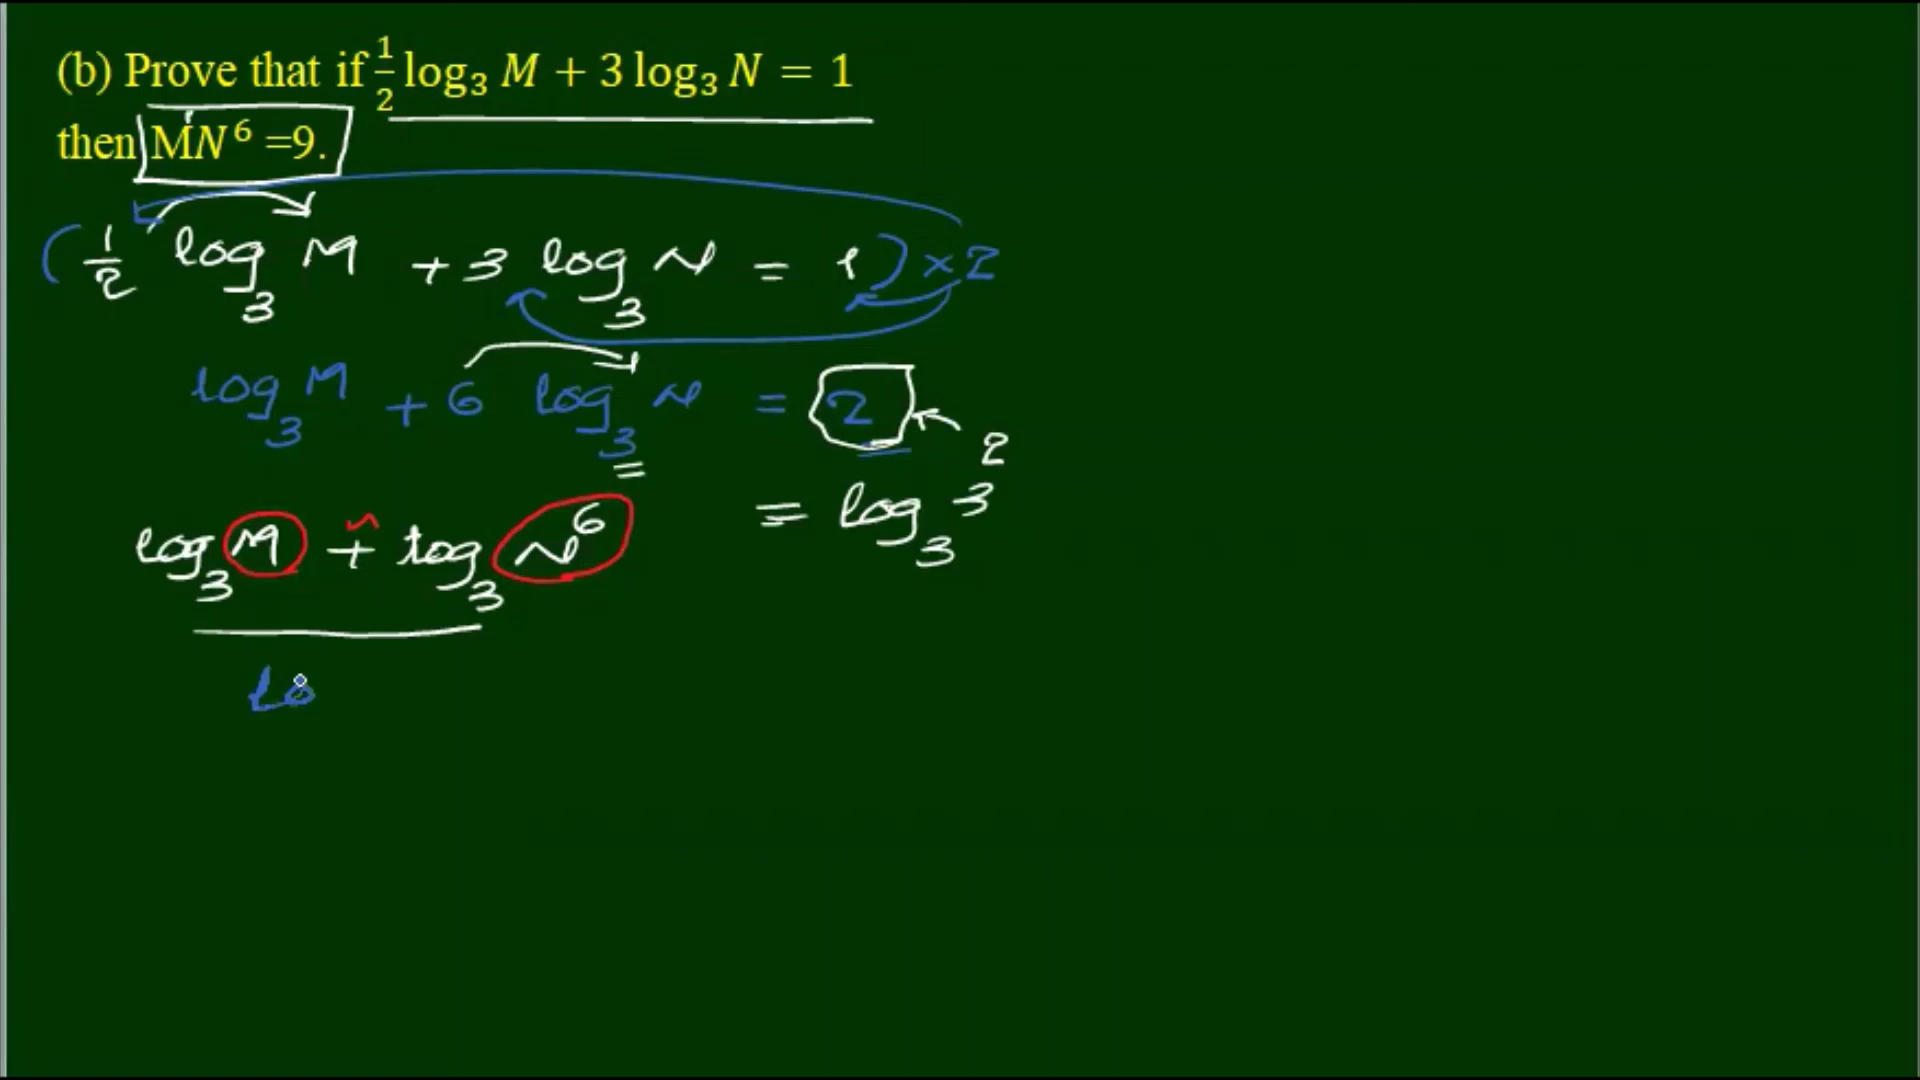 (b) Prove that if ½ log₃ M + 3 log₃ N = 1
then MN⁶ =9.
(½ log₃ M + 3 log₃ N = 1) × 2
log₃ M + 6 log₃ N = 2
log₃ M + log₃ N⁶ = log₃ 3²
lo